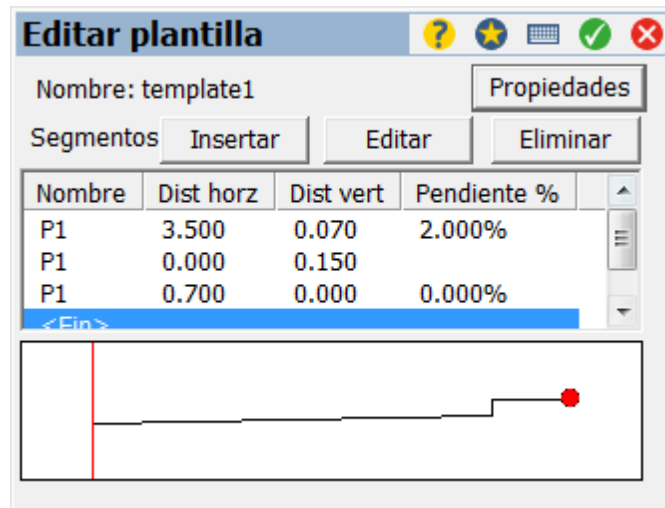 Editar plantilla ?
Nombre: template1 Propiedades
Segmentos Insertar Editar Eliminar
Nombre Dist horz Dist vert Pendiente %
P1 3.500 0.070 2.000%
P1 0.000 0.150
P1 0.700 0.000 0.000%
<Fin>